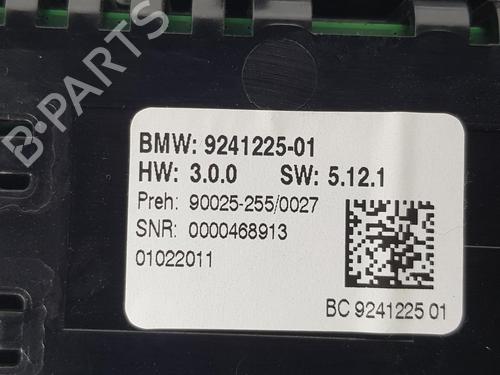 B-PARTS
BMW: 9241225-01
HW: 3.0.0 SW: 5.12.1
Preh: 90025-255/0027
SNR: 0000468913
01022011
BC 9241225 01